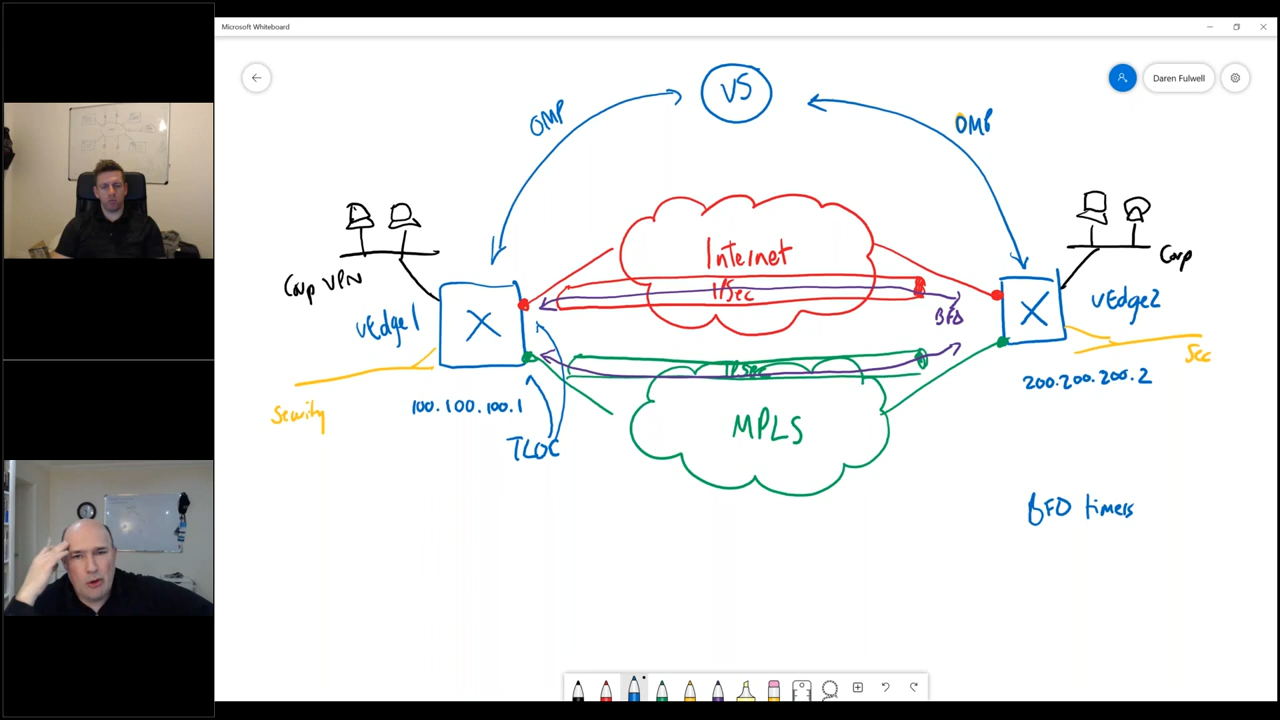 Microsoft Whiteboard
Daren Fulwell
VS
OMP
OMP
Internet
IPSec
Corp VPN
Corp
vEdge1
vEdge2
BFD
Sec
IPSec
200.200.200.2
Security
100.100.100.1
MPLS
TLOC
BFD timers